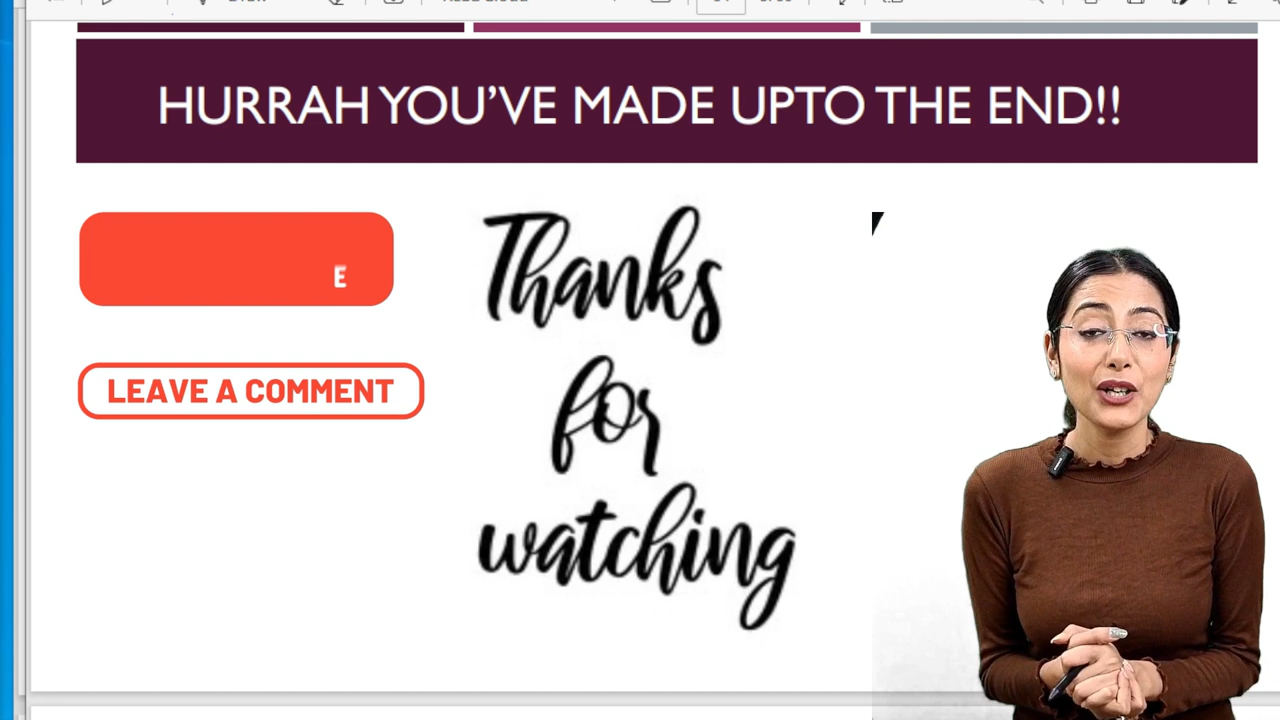 HURRAH YOU'VE MADE UPTO THE END!!
E
LEAVE A COMMENT
Thanks
for
watching